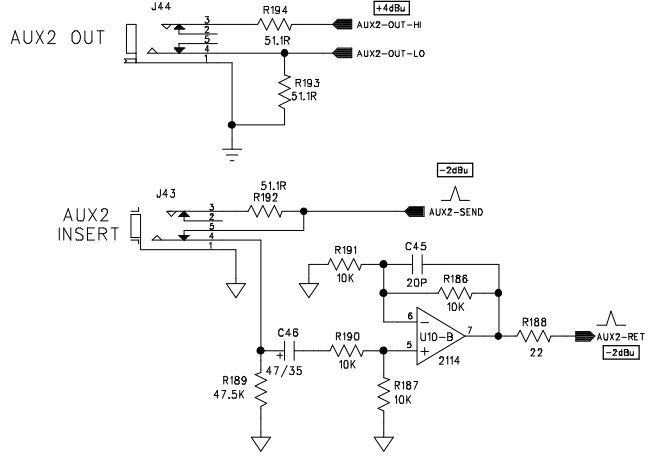 J44
+4dBu
AUX2 OUT
3
2
5
4
1
R194
51.1R
AUX2-OUT-HI
AUX2-OUT-LO
R193
51.1R
J43
-2dBu
AUX2
INSERT
3
2
5
4
1
51.1R
R192
AUX2-SEND
R191
10K
C45
20P
R186
10K
6
-
U10-B
7
5
+
2114
R188
22
AUX2-RET
-2dBu
C46
+
47/35
R190
10K
R189
47.5K
R187
10K